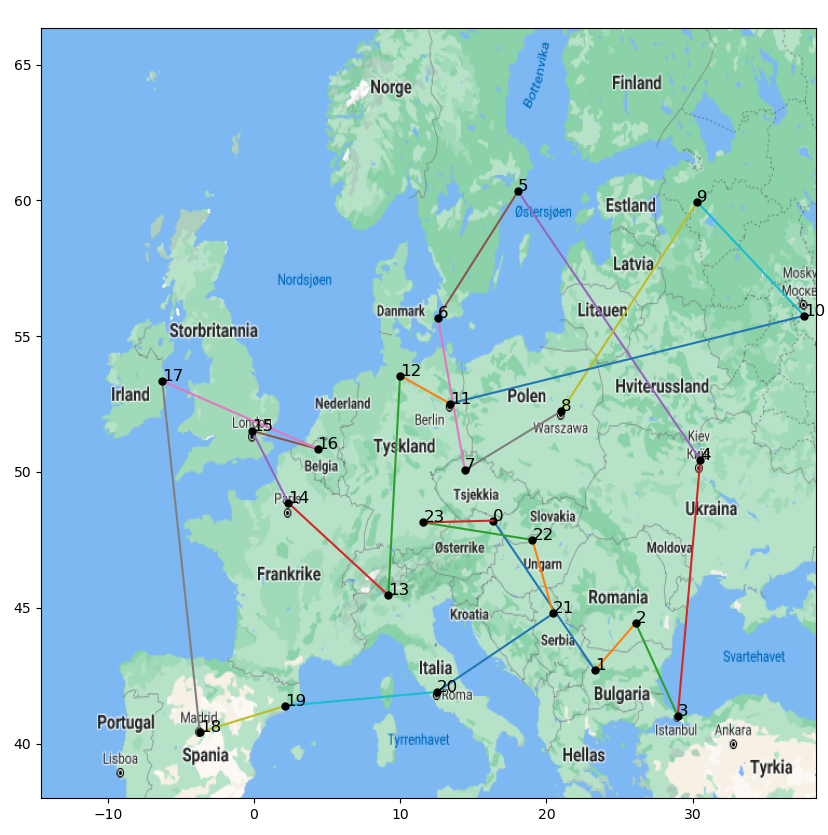 65
60
55
50
45
40
−10
0
10
20
30
Norge
Finland
Bottenvika
5
9
Østersjøen
Estland
Latvia
Nordsjøen
Mosky
Москв
10
Danmark
6
Litauen
Storbritannia
17
12
Hviterussland
Irland
Nederland
11
Polen
8
Berlin
Warszawa
15
16
Tyskland
Kiev
4
Belgia
7
14
Tsjekkia
Ukraina
23
0
Slovakia
22
Østerrike
Moldova
Ungarn
Frankrike
13
Romania
21
2
Kroatia
Serbia
Svartehavet
1
Italia
20
Roma
Bulgaria
19
3
Portugal
Madrid
18
Istanbul
Ankara
Tyrrenhavet
Spania
Lisboa
Hellas
Tyrkia